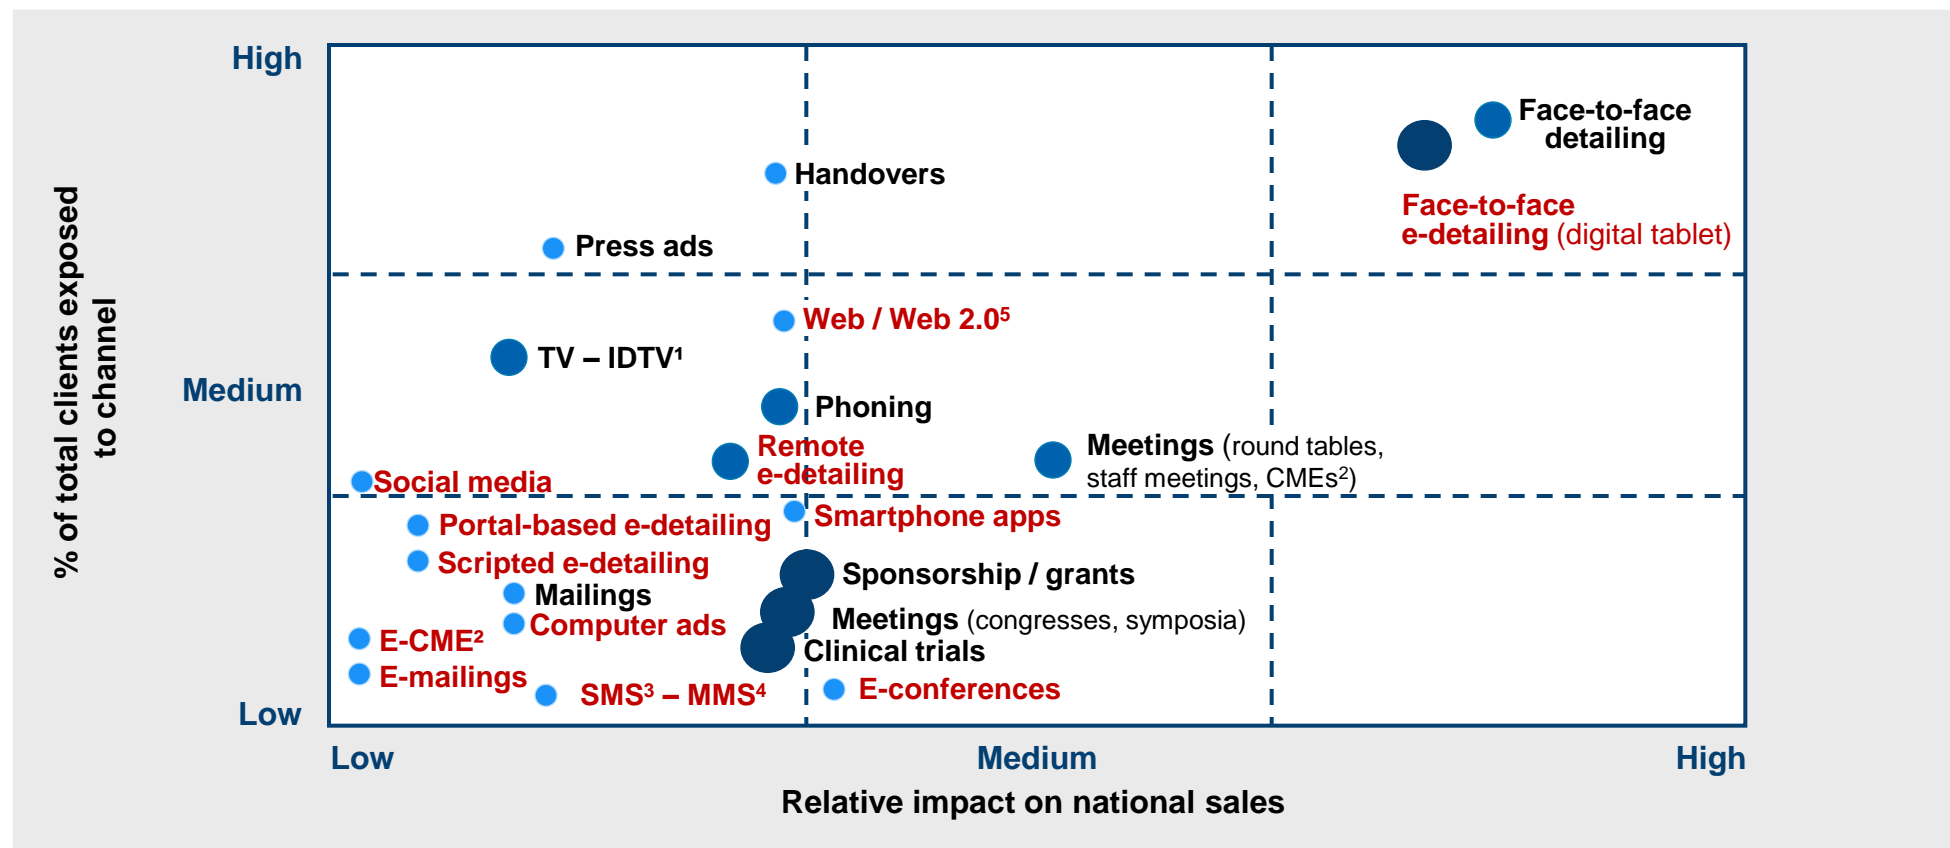 High
Face-to-face
detailing
Handovers
Face-to-face
e-detailing (digital tablet)
Press ads
% of total clients exposed
to channel
Web / Web 2.0⁵
TV – IDTV¹
Medium
Phoning
Remote
e-detailing
Meetings (round tables,
staff meetings, CMEs²)
Social media
Portal-based e-detailing
Smartphone apps
Scripted e-detailing
Sponsorship / grants
Mailings
Meetings (congresses, symposia)
Computer ads
E-CME²
Clinical trials
E-mailings
SMS³ – MMS⁴
E-conferences
Low
Low
Medium
High
Relative impact on national sales